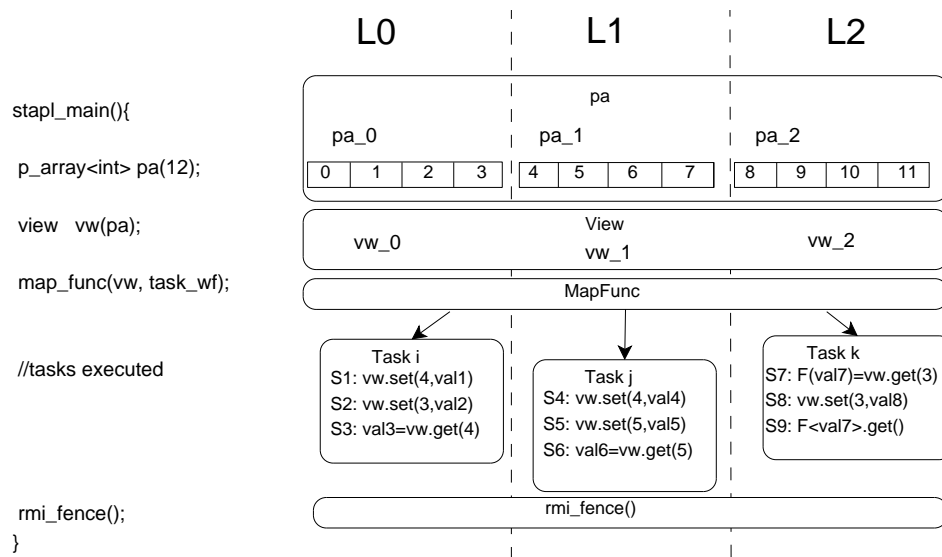 L0 L1 L2
pa
stapl_main(){
pa_0 pa_1 pa_2
p_array<int> pa(12);
0 1 2 3 4 5 6 7 8 9 10 11
view vw(pa);
View
vw_0 vw_1 vw_2
map_func(vw, task_wf);
MapFunc
//tasks executed
Task i
S1: vw.set(4,val1)
S2: vw.set(3,val2)
S3: val3=vw.get(4)
Task j
S4: vw.set(4,val4)
S5: vw.set(5,val5)
S6: val6=vw.get(5)
Task k
S7: F(val7)=vw.get(3)
S8: vw.set(3,val8)
S9: F<val7>.get()
rmi_fence();
rmi_fence()
}